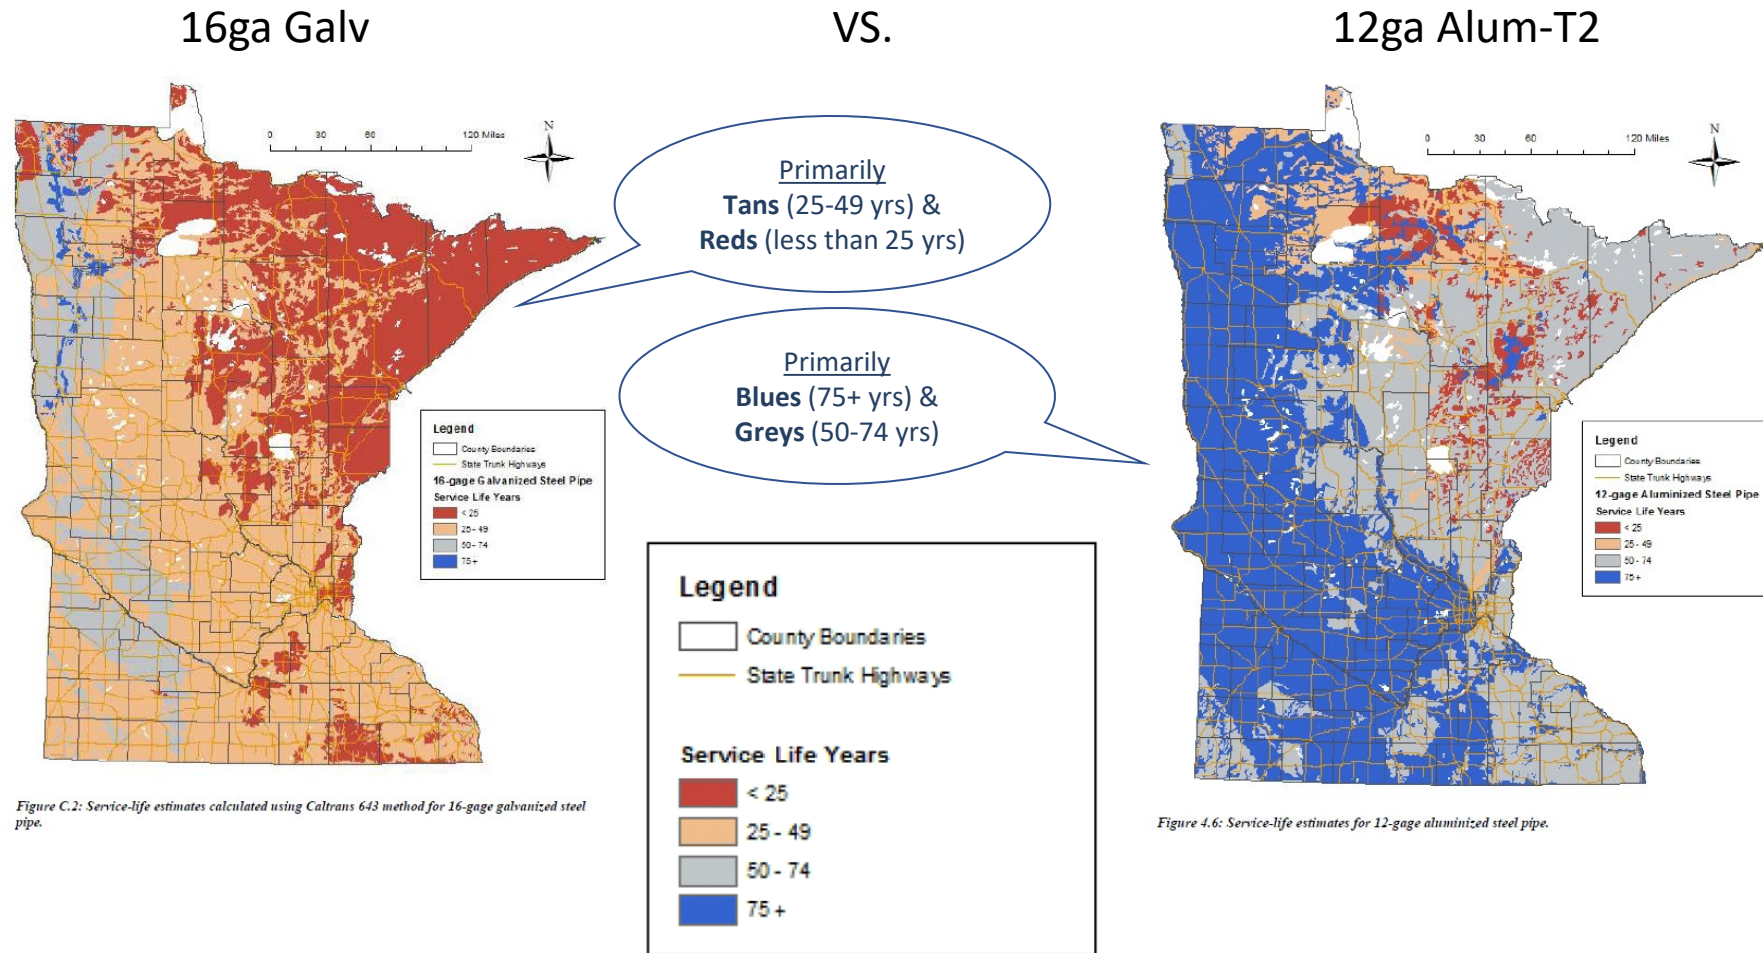 16ga Galv
VS.
12ga Alum-T2
0 30 60 120 Miles
N
Primarily
Tans (25-49 yrs) &
Reds (less than 25 yrs)
Primarily
Blues (75+ yrs) &
Greys (50-74 yrs)
0 30 60 120 Miles
N
Legend
County Boundaries
State Trunk Highways
16-gage Galvanized Steel Pipe
Service Life Years
< 25
25 - 49
50 - 74
75+
Legend
County Boundaries
State Trunk Highways
Service Life Years
< 25
25 - 49
50 - 74
75 +
Legend
County Boundaries
State Trunk Highways
12-gage Aluminized Steel Pipe
Service Life Years
< 25
25 - 49
50 - 74
75 +
Figure C.2: Service-life estimates calculated using Caltrans 643 method for 16-gage galvanized steel
pipe.
Figure 4.6: Service-life estimates for 12-gage aluminized steel pipe.